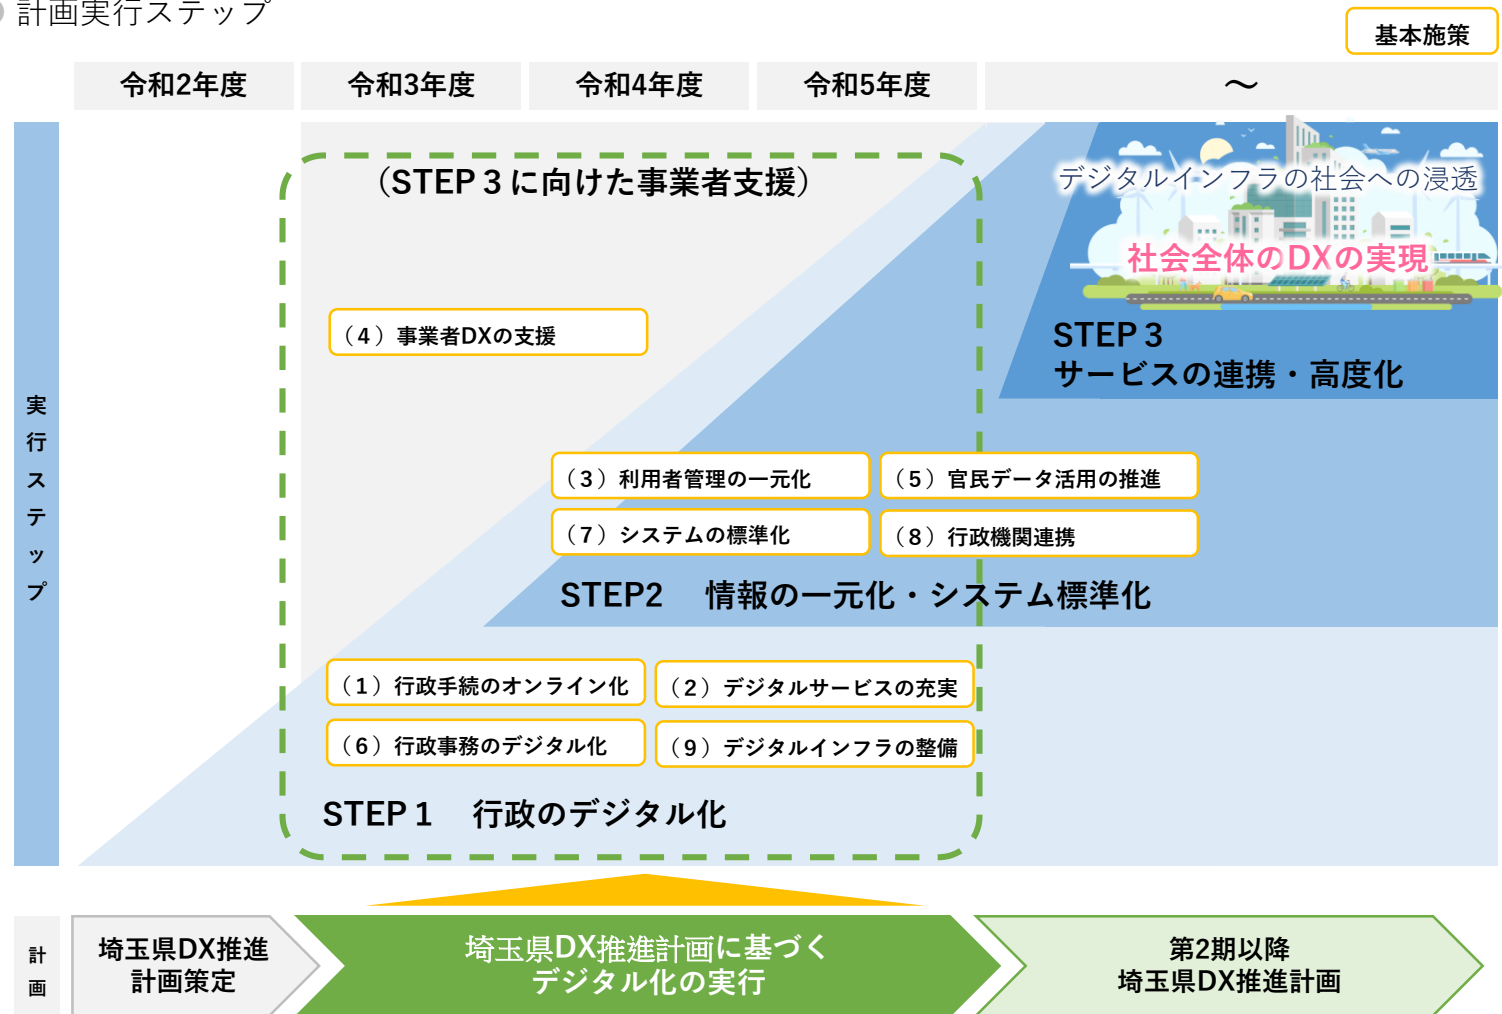 計画実行ステップ
基本施策
令和2年度
令和3年度
令和4年度
令和5年度
～
実行ステップ
（STEP３に向けた事業者支援）
デジタルインフラの社会への浸透
社会全体のDXの実現
STEP３
サービスの連携・高度化
（４）事業者DXの支援
（３）利用者管理の一元化
（５）官民データ活用の推進
（７）システムの標準化
（８）行政機関連携
STEP2　情報の一元化・システム標準化
（１）行政手続のオンライン化
（２）デジタルサービスの充実
（６）行政事務のデジタル化
（９）デジタルインフラの整備
STEP１　行政のデジタル化
計画
埼玉県DX推進
計画策定
埼玉県DX推進計画に基づく
デジタル化の実行
第2期以降
埼玉県DX推進計画